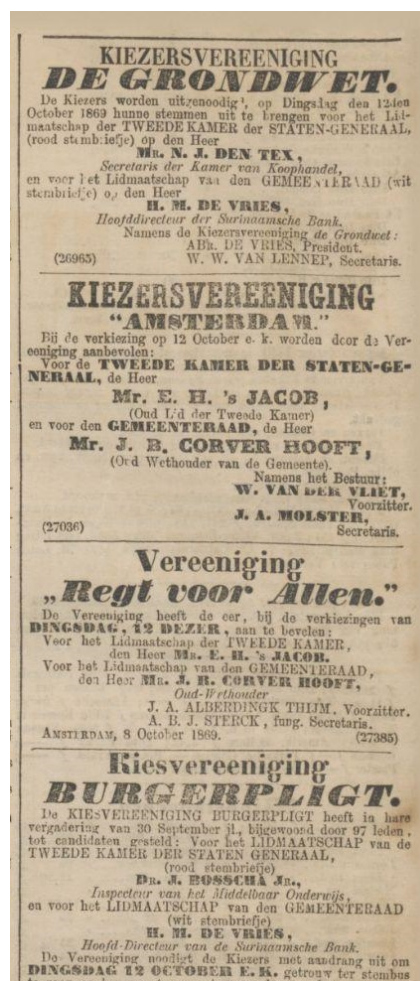 KIEZERSVEREENIGING
DE GRONDWET.
De Kiezers worden uitgenoodigd, op Dingsdag den 12den
October 1869 hunne stemmen uit te brengen voor het Lid-
maatschap der TWEEDE KAMER der STATEN-GENERAAL,
(rood stembriefje) op den Heer
MR. N. J. DEN TEX,
Secretaris der Kamer van Koophandel,
en voor het Lidmaatschap van den GEMEENTERAAD (wit
stembriefje) op den Heer
H. M. DE VRIES,
Hoofddirecteur der Surinaamsche Bank.
Namens de Kiezersvereeniging de Grondwet:
ABR. DE VRIES, President.
(26965) W. W. VAN LENNEP, Secretaris.
KIEZERSVEREENIGING
"AMSTERDAM."
Bij de verkiezing op 12 October e. k. worden door de Ver-
eeniging aanbevolen:
Voor de TWEEDE KAMER DER STATEN-GE-
NERAAL, de Heer
Mr. E. H. 's JACOB,
(Oud Lid der Tweede Kamer)
en voor den GEMEENTERAAD, de Heer
Mr. J. B. CORVER HOOFT,
(Oud Wethouder van de Gemeente).
Namens het Bestuur:
W. VAN DER VLIET,
Voorzitter.
J. A. MOLSTER,
(27036) Secretaris.
Vereeniging
„Regt voor Allen.”
De Vereeniging heeft de eer, bij de verkiezingen van
DINGSDAG, 12 DEZER, aan te bevelen:
Voor het Lidmaatschap der TWEEDE KAMER,
den Heer MR. E. H. 's JACOB.
Voor het Lidmaatschap van den GEMEENTERAAD,
den Heer MR. J. B. CORVER HOOFT,
Oud-Wethouder
J. A. ALBERDINGK THIJM, Voorzitter.
A. B. J. STERCK, fung. Secretaris.
AMSTERDAM, 8 October 1869. (27385)
Kiesvereeniging
BURGERPLIGT.
De KIESVEREENIGING BURGERPLIGT heeft in hare
vergadering van 30 September jl., bijgewoond door 97 leden,
tot candidaten gesteld: Voor het LIDMAATSCHAP van de
TWEEDE KAMER DER STATEN GENERAAL,
(rood stembriefje)
DR. J. BOSSCHA JR.,
Inspecteur van het Middelbaar Onderwijs,
en voor het LIDMAATSCHAP van den GEMEENTERAAD
(wit stembriefje)
H. M. DE VRIES,
Hoofd-Directeur van de Surinaamsche Bank.
De Vereeniging noodigt de Kiezers met aandrang uit om
DINGSDAG 12 OCTOBER E. K. getrouw ter stembus